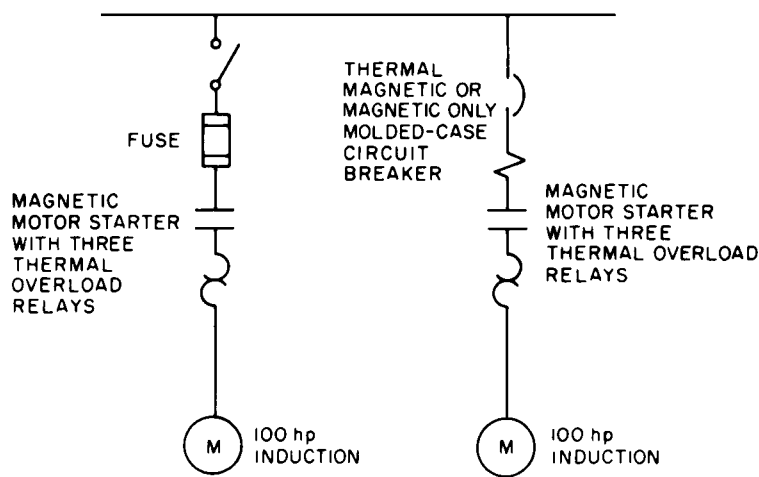 FUSE
MAGNETIC
MOTOR STARTER
WITH THREE
THERMAL
OVERLOAD
RELAYS
M
100 hp
INDUCTION
THERMAL
MAGNETIC OR
MAGNETIC ONLY
MOLDED-CASE
CIRCUIT
BREAKER
MAGNETIC
MOTOR STARTER
WITH THREE
THERMAL OVERLOAD
RELAYS
M
100 hp
INDUCTION